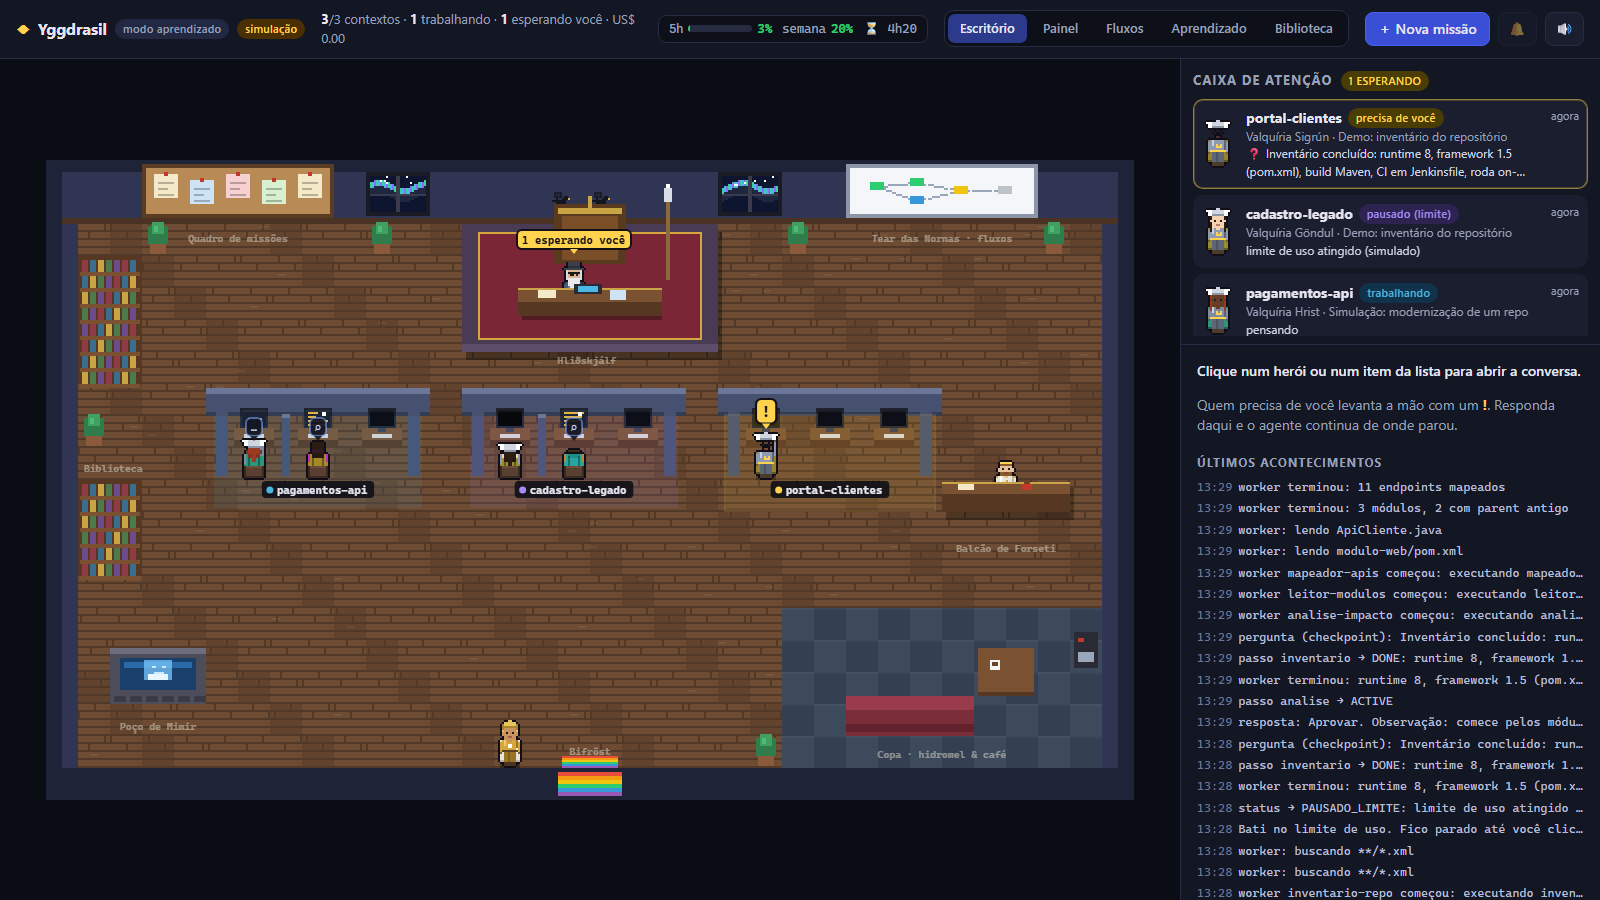 Yggdrasil
modo aprendizado
simulação
3/3 contextos · 1 trabalhando · 1 esperando você · US$ 0.00
5h 3% semana 20% ⏳ 4h20
Escritório
Painel
Fluxos
Aprendizado
Biblioteca
+ Nova missão
Quadro de missões
1 esperando você
Tear das Nornas · fluxos
Hliðskjálf
Biblioteca
pagamentos-api
cadastro-legado
!
portal-clientes
Balcão de Forseti
Poço de Mimir
Bifröst
Copa · hidromel & café
CAIXA DE ATENÇÃO
1 ESPERANDO
portal-clientes precisa de você agora
Valquíria Sigrún · Demo: inventário do repositório
❓ Inventário concluído: runtime 8, framework 1.5
(pom.xml), build Maven, CI em Jenkinsfile, roda on-…
cadastro-legado pausado (limite) agora
Valquíria Göndul · Demo: inventário do repositório
limite de uso atingido (simulado)
pagamentos-api trabalhando agora
Valquíria Hrist · Simulação: modernização de um repo
pensando
Clique num herói ou num item da lista para abrir a conversa.
Quem precisa de você levanta a mão com um !. Responda
daqui e o agente continua de onde parou.
ÚLTIMOS ACONTECIMENTOS
13:29 worker terminou: 11 endpoints mapeados
13:29 worker terminou: 3 módulos, 2 com parent antigo
13:29 worker: lendo ApiCliente.java
13:29 worker: lendo modulo-web/pom.xml
13:29 worker mapeador-apis começou: executando mapeado…
13:29 worker leitor-modulos começou: executando leitor…
13:29 worker analise-impacto começou: executando anali…
13:29 pergunta (checkpoint): Inventário concluído: run…
13:29 passo inventario → DONE: runtime 8, framework 1.…
13:29 worker terminou: runtime 8, framework 1.5 (pom.x…
13:29 passo analise → ACTIVE
13:29 resposta: Aprovar. Observação: comece pelos módu…
13:28 pergunta (checkpoint): Inventário concluído: run…
13:28 passo inventario → DONE: runtime 8, framework 1.…
13:28 worker terminou: runtime 8, framework 1.5 (pom.x…
13:28 status → PAUSADO_LIMITE: limite de uso atingido …
13:28 Bati no limite de uso. Fico parado até você clic…
13:28 worker: buscando **/*.xml
13:28 worker: buscando **/*.xml
13:28 worker inventario-repo começou: executando inven…